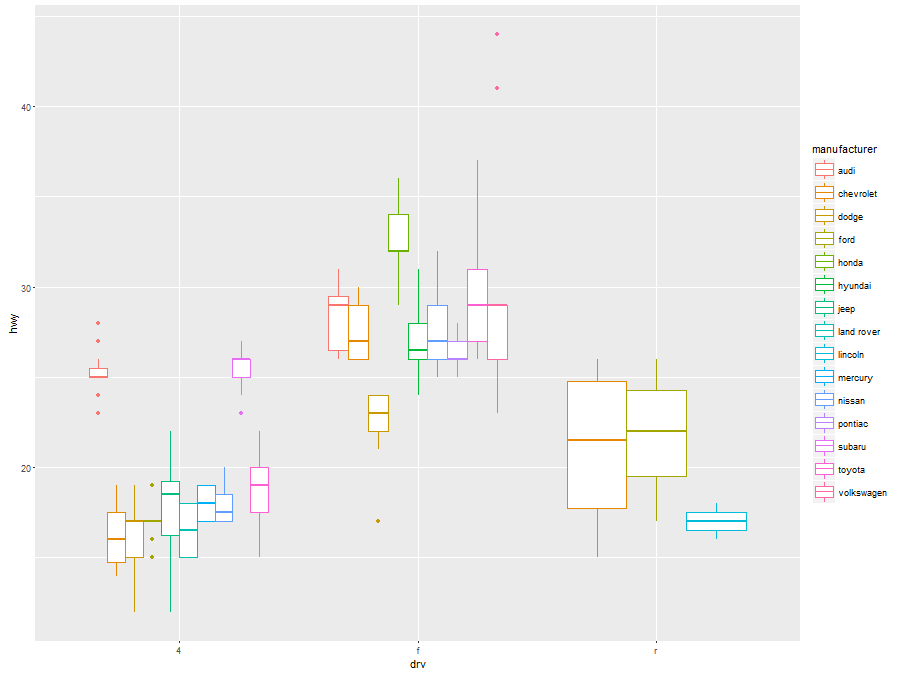 hwy
40
30
20
4
f
r
drv
manufacturer
audi
chevrolet
dodge
ford
honda
hyundai
jeep
land rover
lincoln
mercury
nissan
pontiac
subaru
toyota
volkswagen